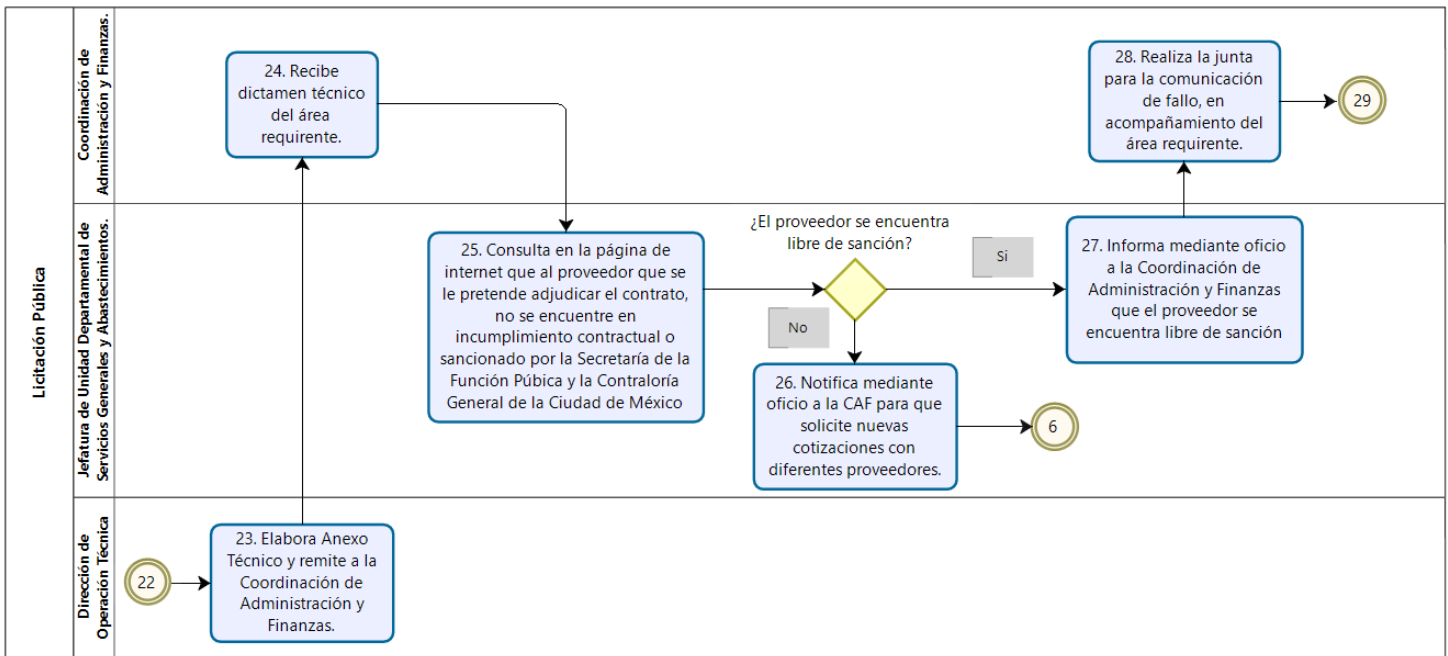 Licitación Pública
Coordinación de
Administración y Finanzas.
24. Recibe
dictamen técnico
del área
requirente.
28. Realiza la junta
para la comunicación
de fallo, en
acompañamiento del
área requirente.
29
Jefatura de Unidad Departamental de
Servicios Generales y Abastecimientos.
25. Consulta en la página de
internet que al proveedor que se
le pretende adjudicar el contrato,
no se encuentre en
incumplimiento contractual o
sancionado por la Secretaría de la
Función Púbica y la Contraloría
General de la Ciudad de México
¿El proveedor se encuentra
libre de sanción?
Sí
No
27. Informa mediante oficio
a la Coordinación de
Administración y Finanzas
que el proveedor se
encuentra libre de sanción
26. Notifica mediante
oficio a la CAF para que
solicite nuevas
cotizaciones con
diferentes proveedores.
6
Dirección de
Operación Técnica
22
23. Elabora Anexo
Técnico y remite a la
Coordinación de
Administración y
Finanzas.